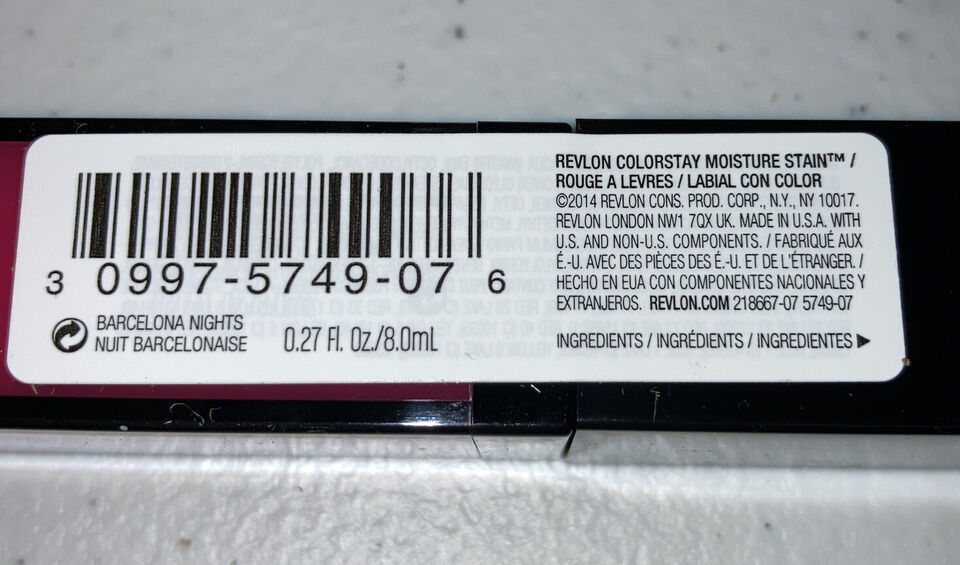 3 0997-5749-07 6
BARCELONA NIGHTS
NUIT BARCELONAISE
0.27 fl. OZ/8.0mL
REVLON COLORSTAY MOISTURE STAIN™ /
ROUGE A LEVRES / LABIAL CON COLOR
©2014 REVLON CONS. PROD. CORP., N.Y., NY 10017.
REVLON LONDON NW1 7QX UK. MADE IN U.S.A. WITH
U.S. AND NON-U.S. COMPONENTS. / FABRIQUÉ AUX
É.-U. AVEC DES PIÈCES DES É.-U. ET DE L'ÉTRANGER. /
HECHO EN EUA CON COMPONENTES NACIONALES Y
EXTRANJEROS. REVLON.COM 218667-07 5749-07
INGREDIENTS / INGRÉDIENTS / INGREDIENTES